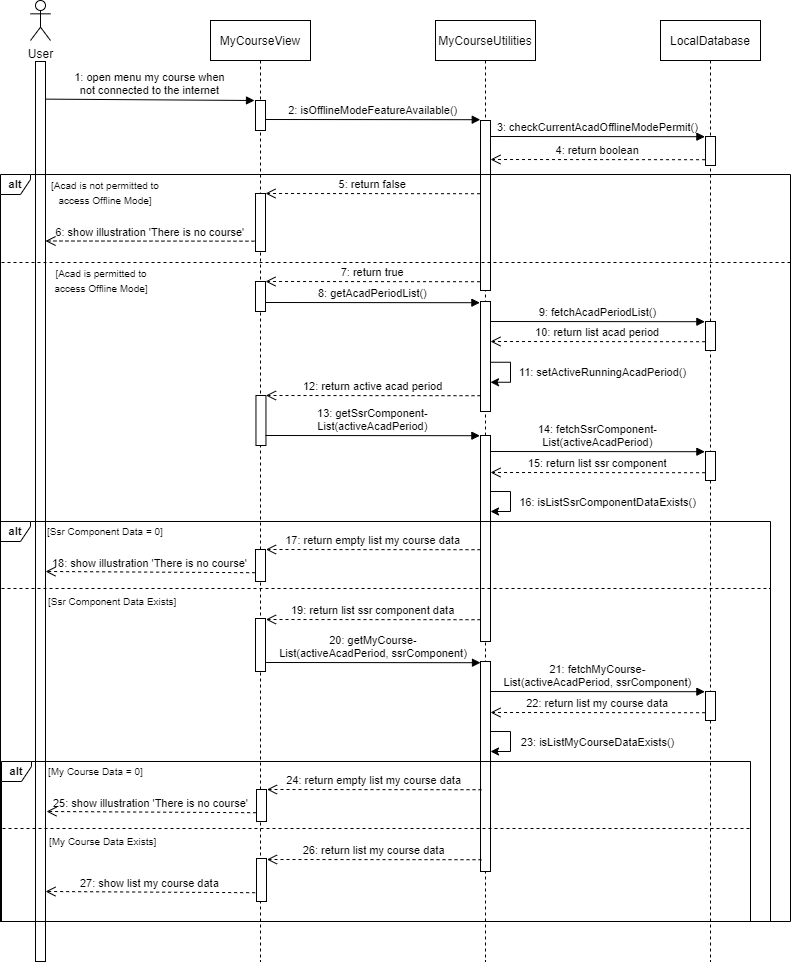 User
MyCourseView
MyCourseUtilities
LocalDatabase
1: open menu my course when
not connected to the internet
2: isOfflineModeFeatureAvailable()
3: checkCurrentAcadOfflineModePermit()
4: return boolean
alt
[Acad is not permitted to
access Offline Mode]
5: return false
6: show illustration 'There is no course'
[Acad is permitted to
access Offline Mode]
7: return true
8: getAcadPeriodList()
9: fetchAcadPeriodList()
10: return list acad period
11: setActiveRunningAcadPeriod()
12: return active acad period
13: getSsrComponent-
List(activeAcadPeriod)
14: fetchSsrComponent-
List(activeAcadPeriod)
15: return list ssr component
16: isListSsrComponentDataExists()
alt
[Ssr Component Data = 0]
17: return empty list my course data
18: show illustration 'There is no course'
[Ssr Component Data Exists]
19: return list ssr component data
20: getMyCourse-
List(activeAcadPeriod, ssrComponent)
21: fetchMyCourse-
List(activeAcadPeriod, ssrComponent)
22: return list my course data
23: isListMyCourseDataExists()
alt
[My Course Data = 0]
24: return empty list my course data
25: show illustration 'There is no course'
[My Course Data Exists]
26: return list my course data
27: show list my course data